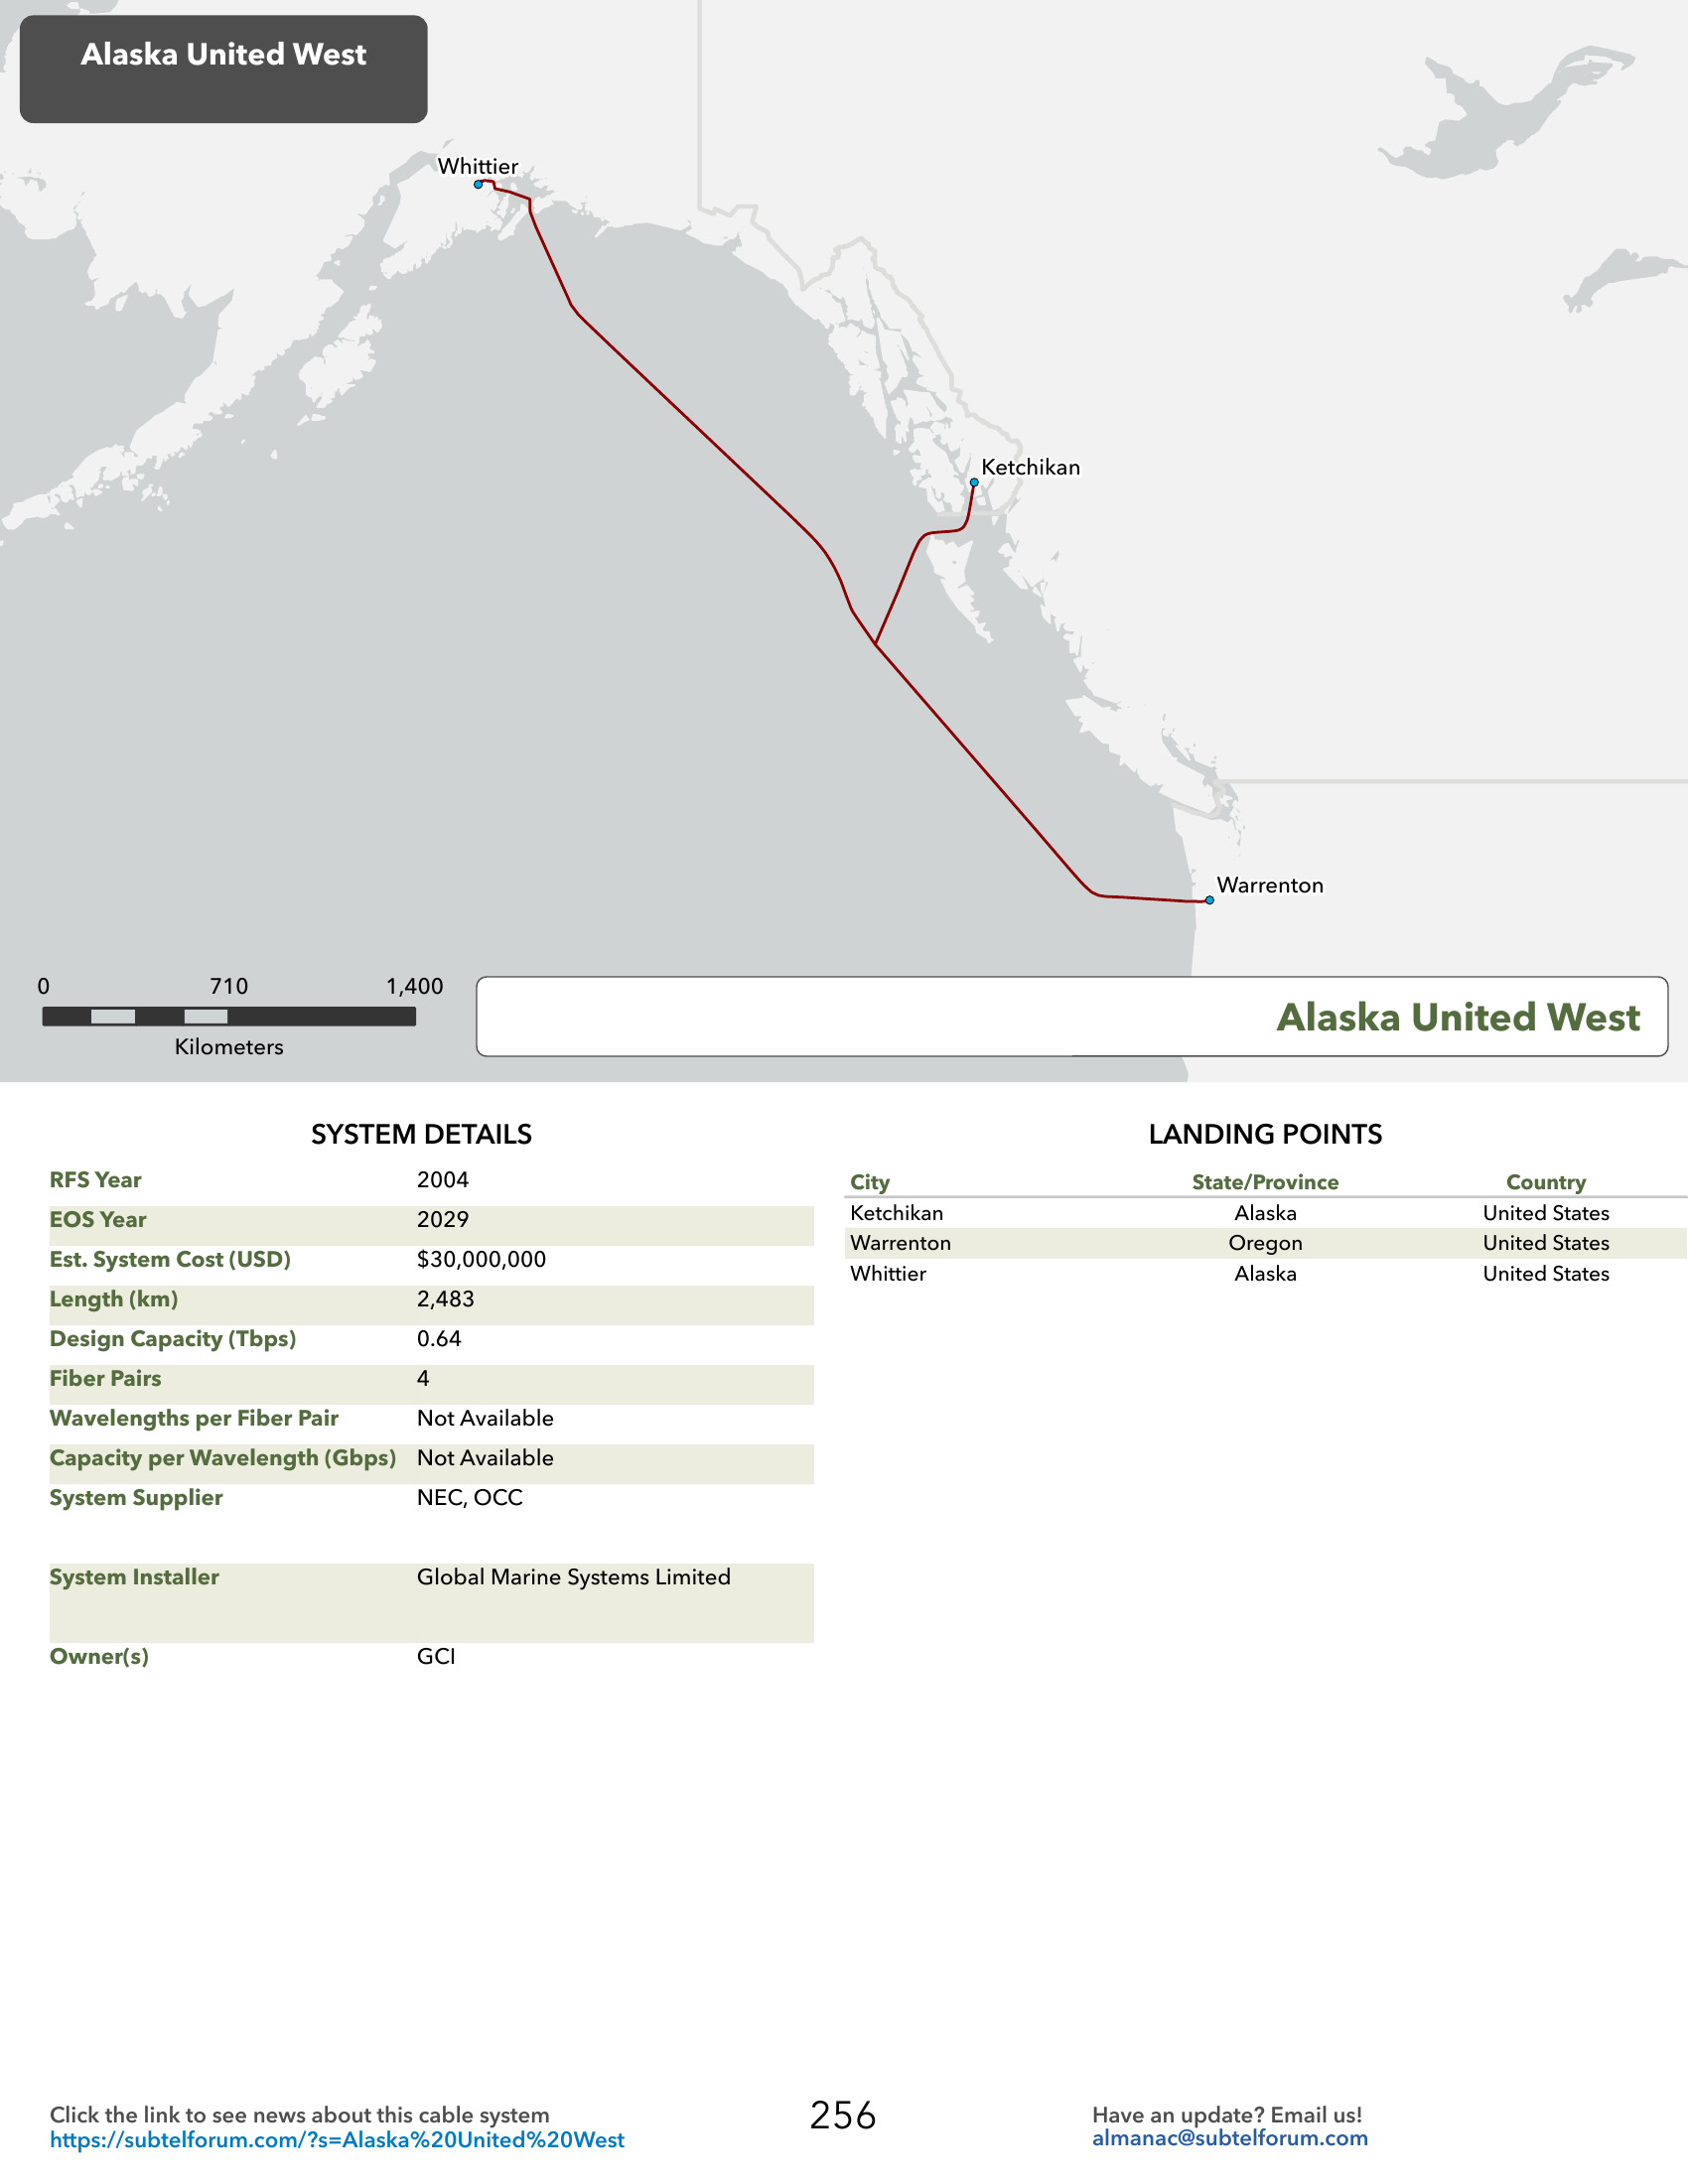 Alaska United West
Whittier
Ketchikan
Warrenton
0 710 1,400
Kilometers
Alaska United West
SYSTEM DETAILS
RFS Year 2004
EOS Year 2029
Est. System Cost (USD) $30,000,000
Length (km) 2,483
Design Capacity (Tbps) 0.64
Fiber Pairs 4
Wavelengths per Fiber Pair Not Available
Capacity per Wavelength (Gbps) Not Available
System Supplier NEC, OCC
System Installer Global Marine Systems Limited
Owner(s) GCI
LANDING POINTS
City State/Province Country
Ketchikan Alaska United States
Warrenton Oregon United States
Whittier Alaska United States
Click the link to see news about this cable system
https://subtelforum.com/?s=Alaska%20United%20West
256
Have an update? Email us!
almanac@subtelforum.com